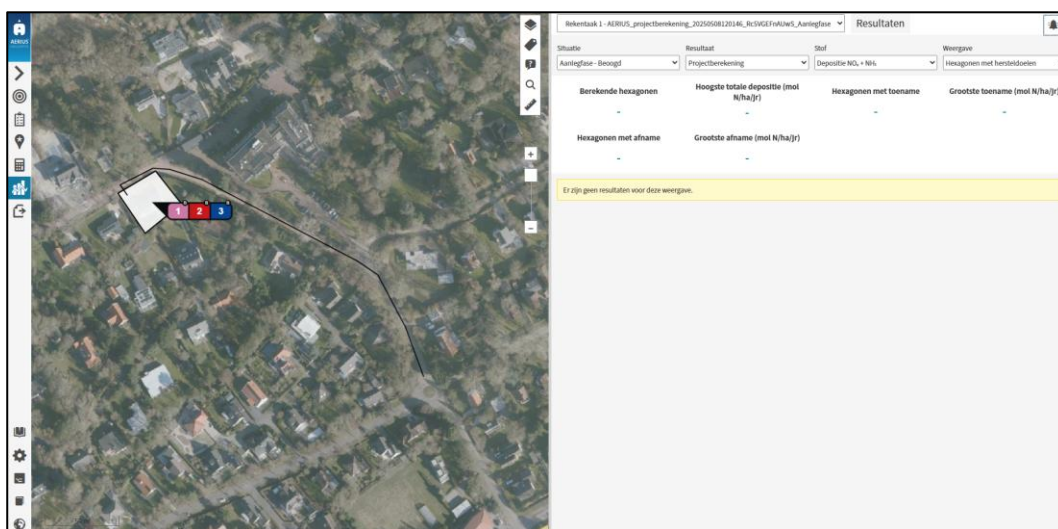 AERIUS
1 2 3
Rekentaak 1 - AERIUS_projectberekening_20250508120146_RcSVGEFnAUwS_Aanlegfase
Resultaten
Situatie
Resultaat
Stof
Weergave
Aanlegfase - Beoogd
Projectberekening
Depositie NOₓ + NH₃
Hexagonen met hersteldoelen
Berekende hexagonen
Hoogste totale depositie (mol
N/ha/jr)
Hexagonen met toename
Grootste toename (mol N/ha/jr)
-
-
-
-
Hexagonen met afname
Grootste afname (mol N/ha/jr)
-
-
Er zijn geen resultaten voor deze weergave.